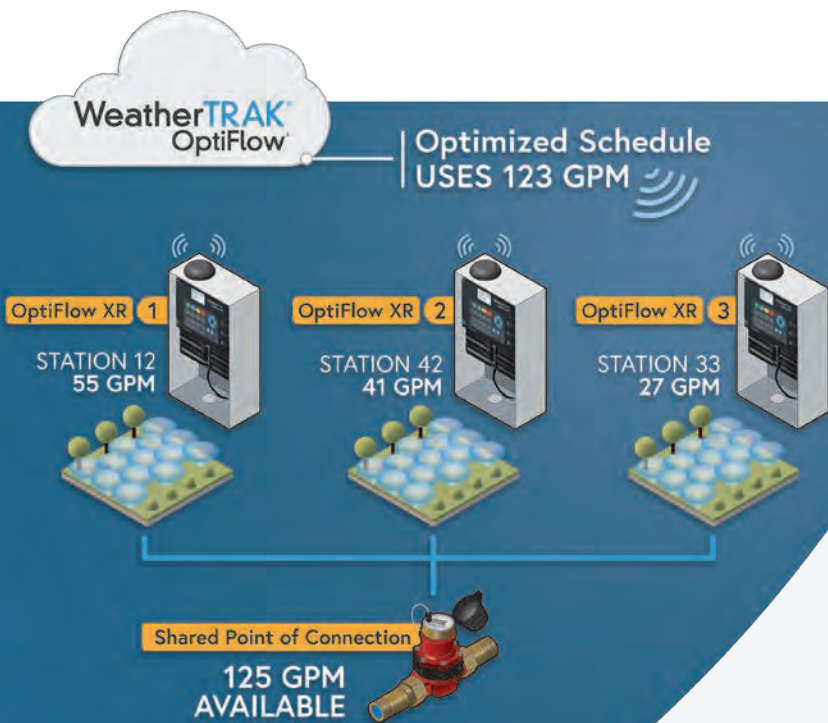 WeatherTRAK®
OptiFlow®
Optimized Schedule
USES 123 GPM
OptiFlow XR 1
STATION 12
55 GPM
OptiFlow XR 2
STATION 42
41 GPM
OptiFlow XR 3
STATION 33
27 GPM
Shared Point of Connection
125 GPM
AVAILABLE